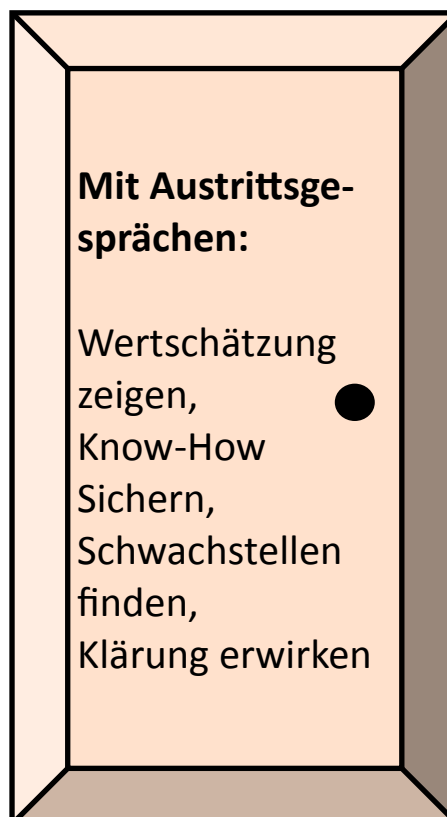 Mit Austrittsge-
sprächen:
Wertschätzung
zeigen,
Know-How
Sichern,
Schwachstellen
finden,
Klärung erwirken